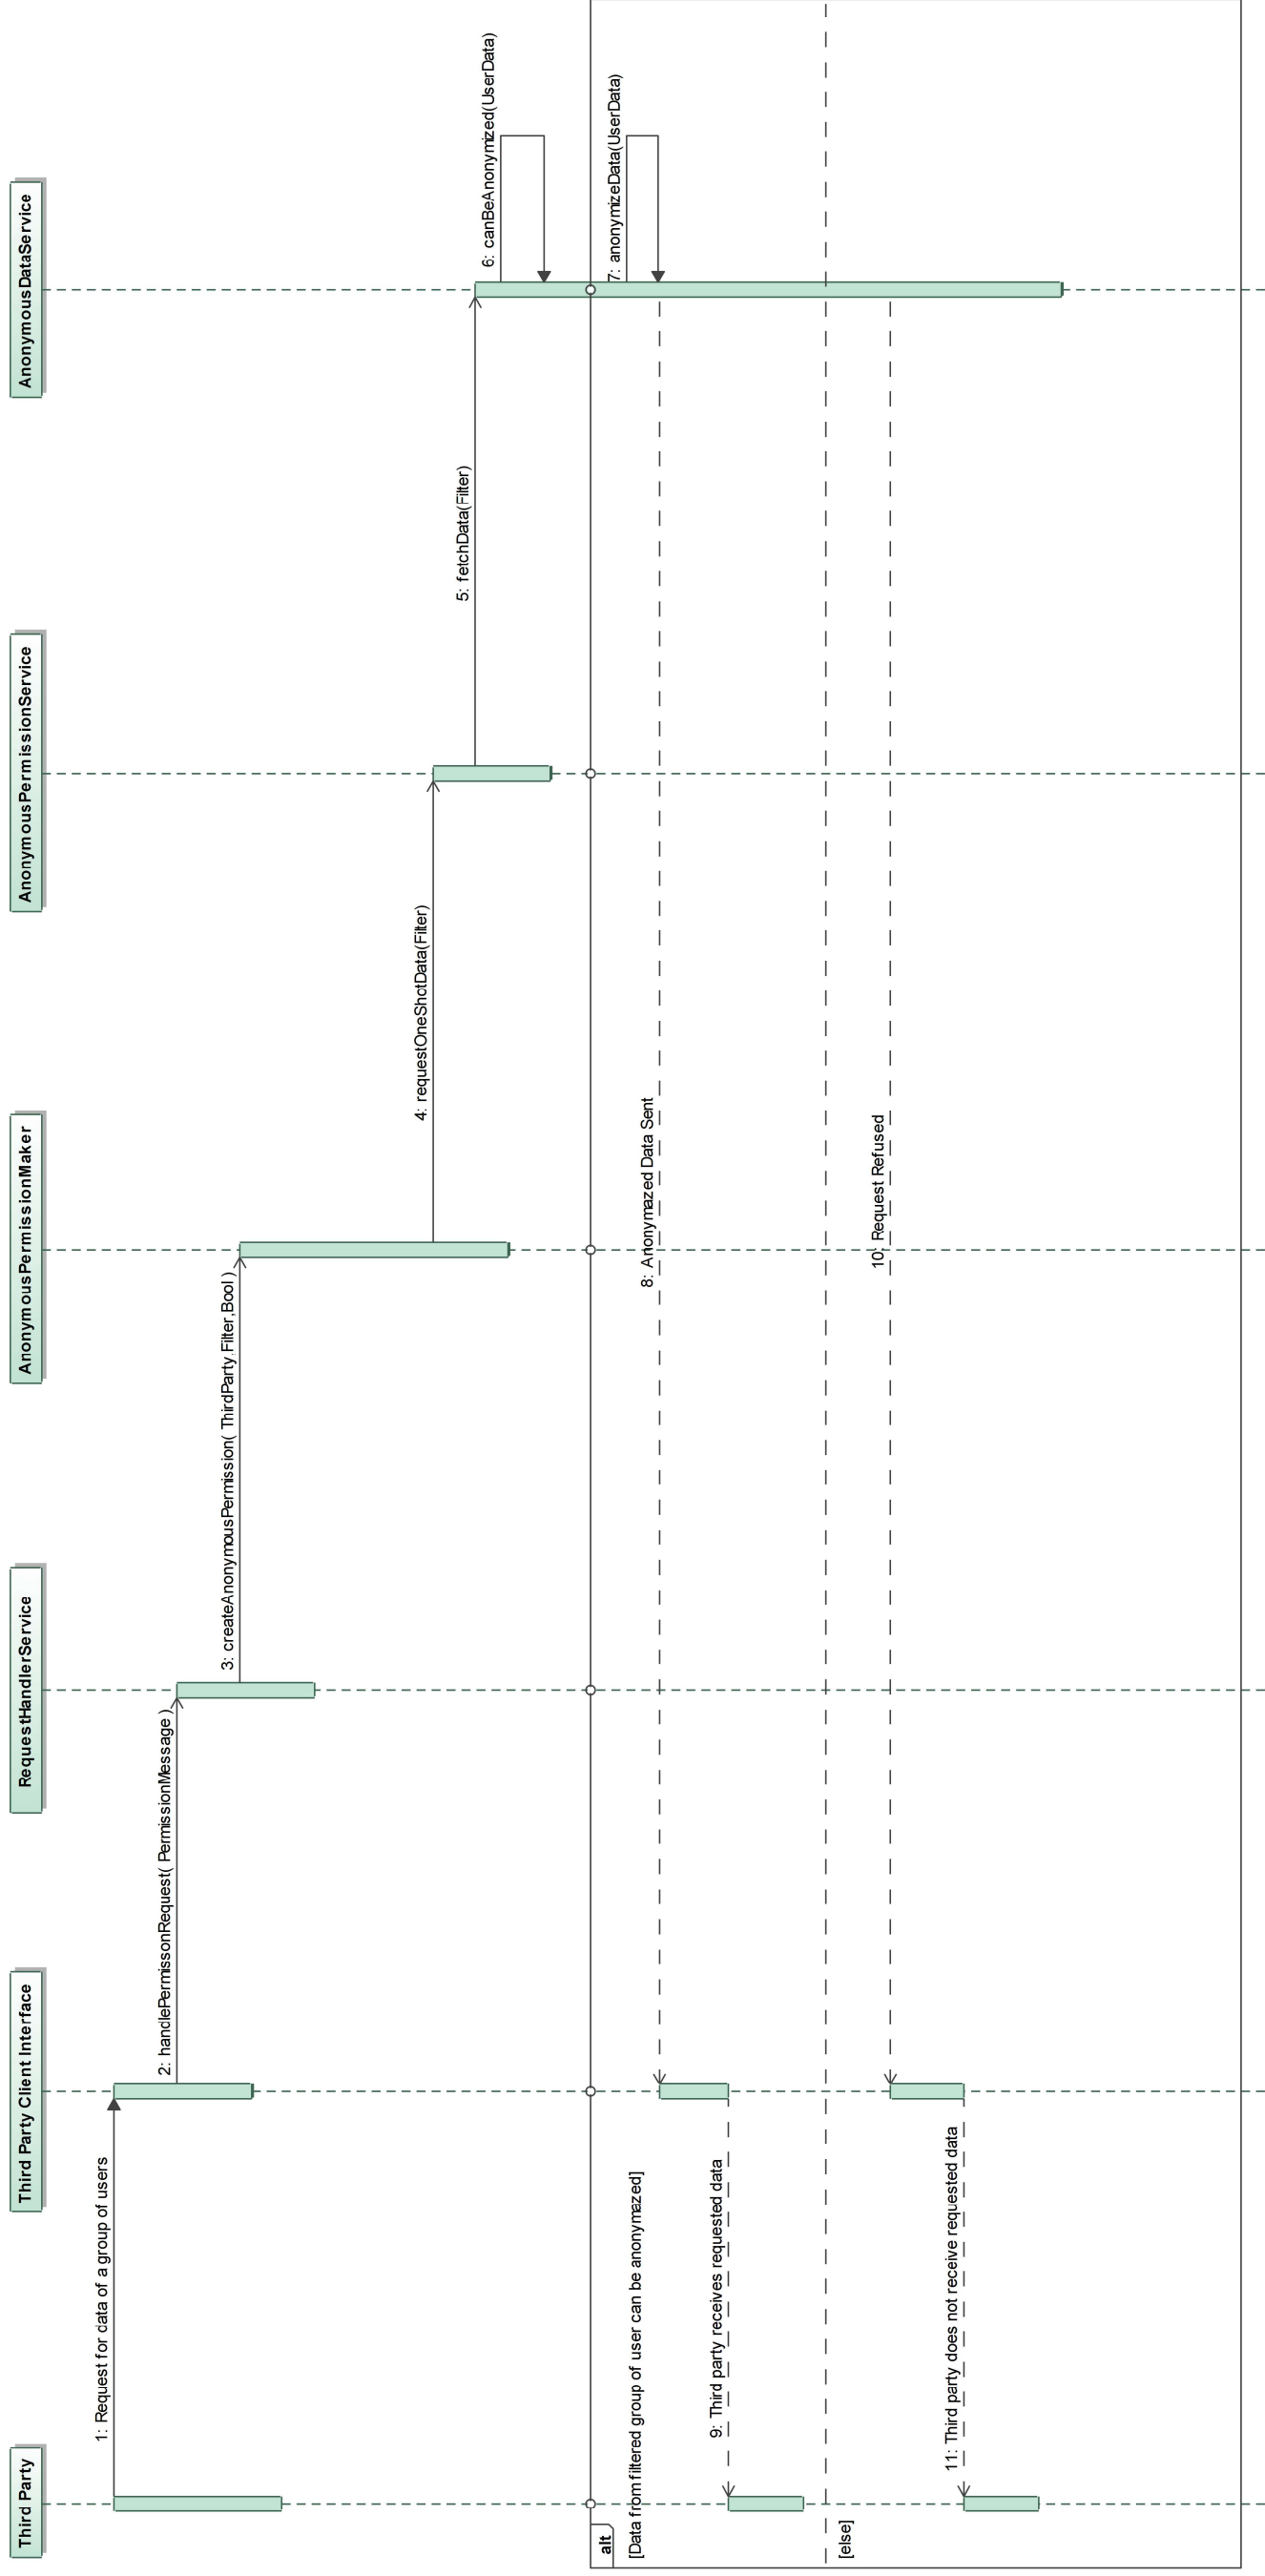 Third Party
Third Party Client Interface
RequestHandlerService
AnonymousPermissionMaker
AnonymousPermissionService
AnonymousDataService
1: Request for data of a group of users
2: handlePermissonRequest( PermissionMessage )
3: createAnonymousPermission( ThirdParty,Filter,Bool )
4: requestOneShotData(Filter)
5: fetchData(Filter)
6: canBeAnonymized(UserData)
alt
[Data from filtered group of user can be anonymazed]
7: anonymizeData(UserData)
8: Anonymazed Data Sent
9: Third party receives requested data
[else]
10: Request Refused
11: Third party does not receive requested data